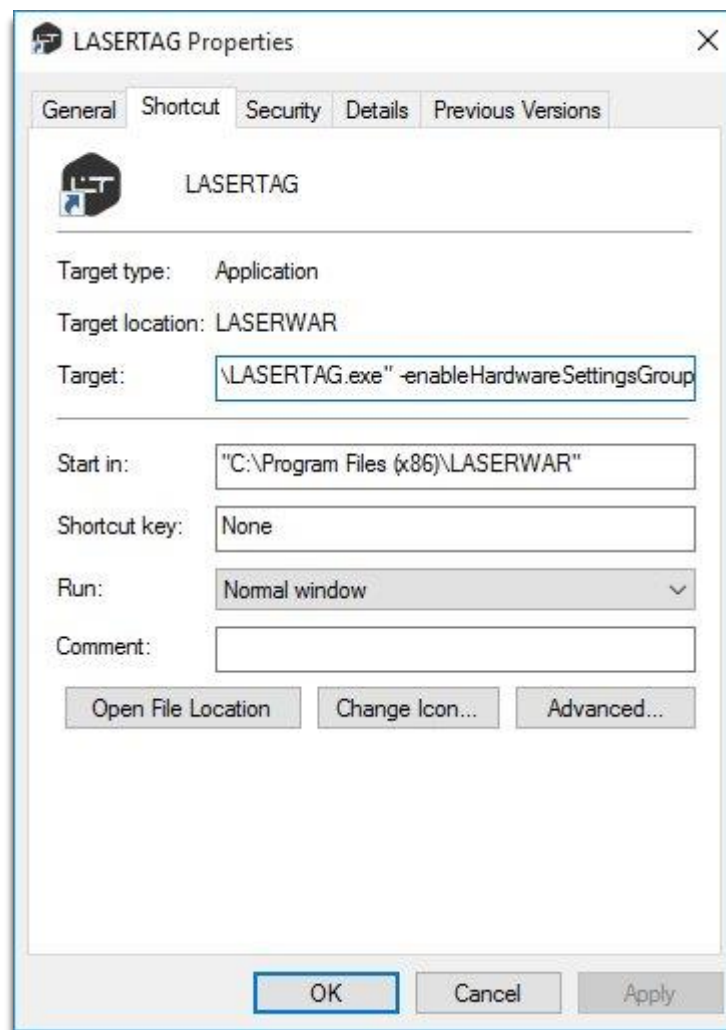 LASERTAG Properties
General Shortcut Security Details Previous Versions
LASERTAG
Target type: Application
Target location: LASERWAR
Target: \LASERTAG.exe" -enableHardwareSettingsGroup
Start in: "C:\Program Files (x86)\LASERWAR"
Shortcut key: None
Run: Normal window
Comment:
Open File Location Change Icon... Advanced...
OK Cancel Apply